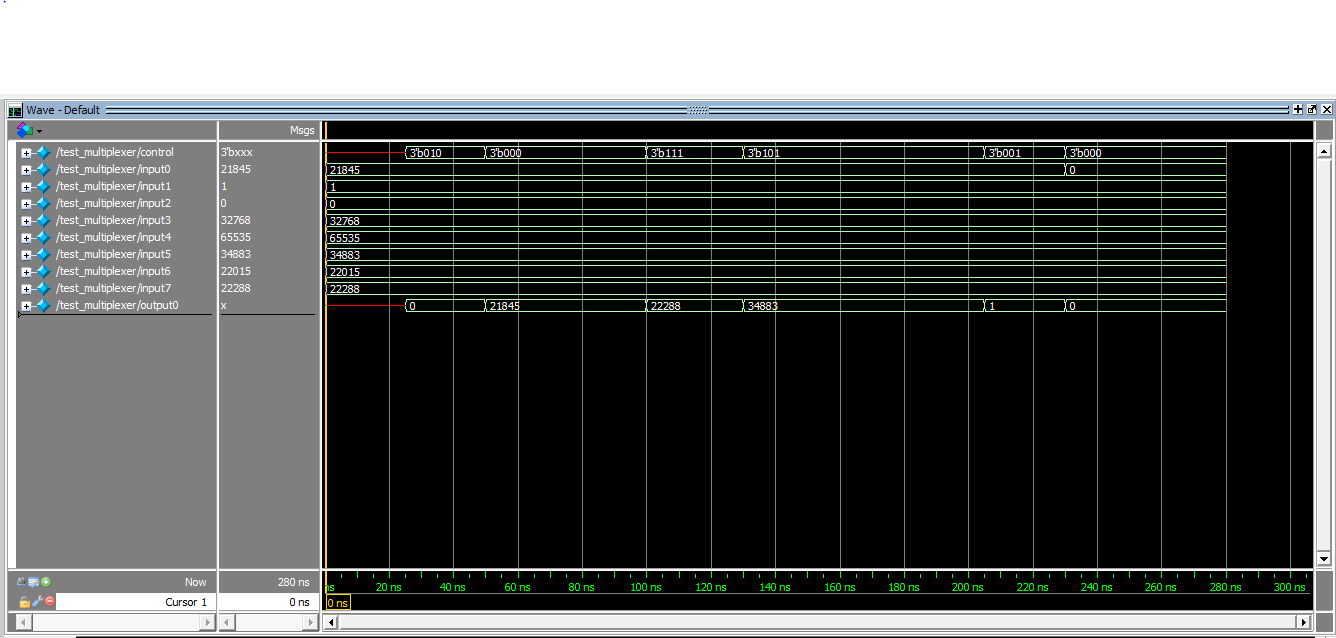 Wave - Default
Msgs
/test_multiplexer/control 3'bxxx 3'b010 3'b000 3'b111 3'b101 3'b001 3'b000
/test_multiplexer/input0 21845 21845 0
/test_multiplexer/input1 1 1
/test_multiplexer/input2 0 0
/test_multiplexer/input3 32768 32768
/test_multiplexer/input4 65535 65535
/test_multiplexer/input5 34883 34883
/test_multiplexer/input6 22015 22015
/test_multiplexer/input7 22288 22288
/test_multiplexer/output0 x 0 21845 22288 34883 1 0
Now 280 ns ns 20 ns 40 ns 60 ns 80 ns 100 ns 120 ns 140 ns 160 ns 180 ns 200 ns 220 ns 240 ns 260 ns 280 ns 300 ns
Cursor 1 0 ns 0 ns